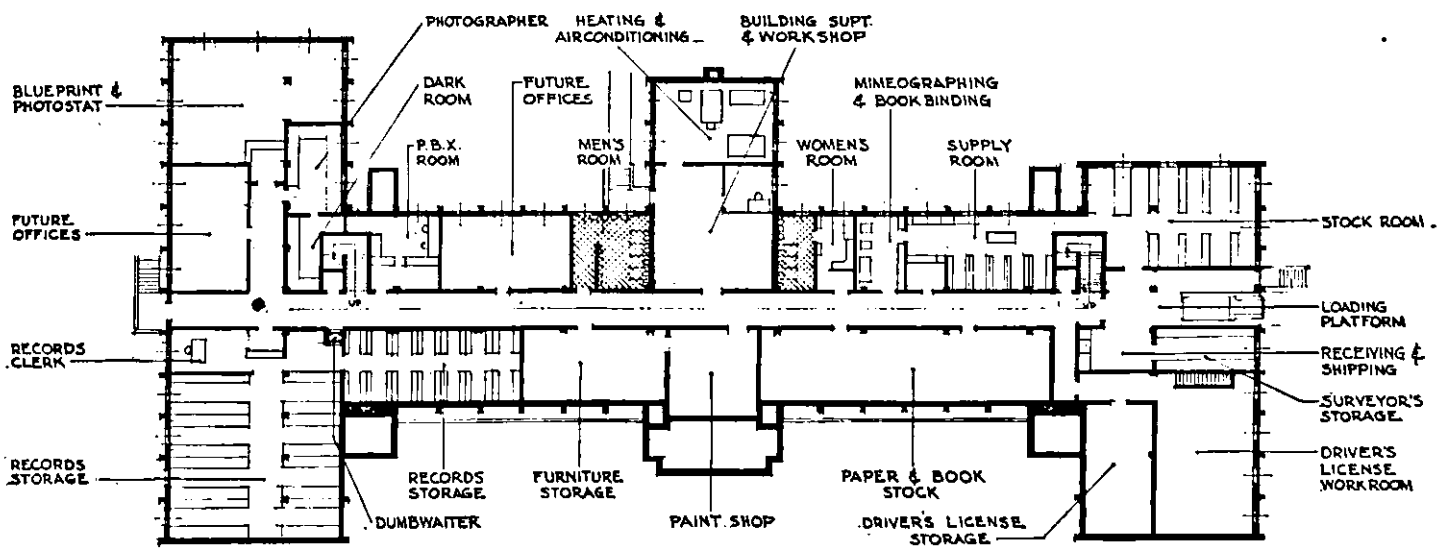 PHOTOGRAPHER
HEATING &
AIRCONDITIONING
BUILDING SUPT.
& WORKSHOP
BLUEPRINT &
PHOTOSTAT
DARK
ROOM
FUTURE
OFFICES
MIMEOGRAPHING
& BOOK BINDING
P.B.X.
ROOM
MEN'S
ROOM
WOMEN'S
ROOM
SUPPLY
ROOM
FUTURE
OFFICES
STOCK ROOM
UP
UP
LOADING
PLATFORM
RECORDS
CLERK
RECEIVING &
SHIPPING
SURVEYOR'S
STORAGE
RECORDS
STORAGE
RECORDS
STORAGE
FURNITURE
STORAGE
PAPER & BOOK
STOCK
DRIVER'S
LICENSE
WORKROOM
DUMBWAITER
PAINT SHOP
DRIVER'S LICENSE
STORAGE